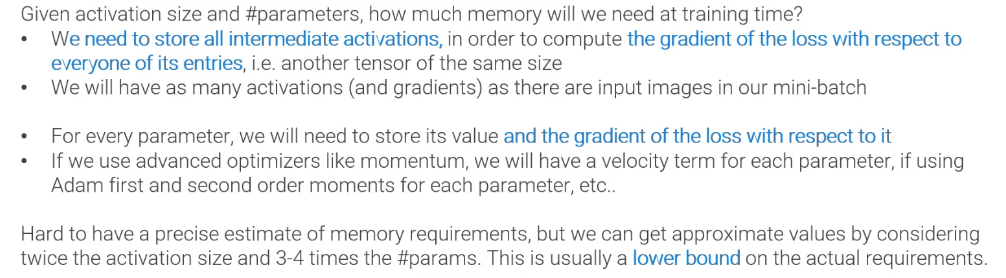 Given activation size and #parameters, how much memory will we need at training time?
• We need to store all intermediate activations, in order to compute the gradient of the loss with respect to
everyone of its entries, i.e. another tensor of the same size
• We will have as many activations (and gradients) as there are input images in our mini-batch
• For every parameter, we will need to store its value and the gradient of the loss with respect to it
• If we use advanced optimizers like momentum, we will have a velocity term for each parameter, if using
Adam first and second order moments for each parameter, etc..
Hard to have a precise estimate of memory requirements, but we can get approximate values by considering
twice the activation size and 3-4 times the #params. This is usually a lower bound on the actual requirements.